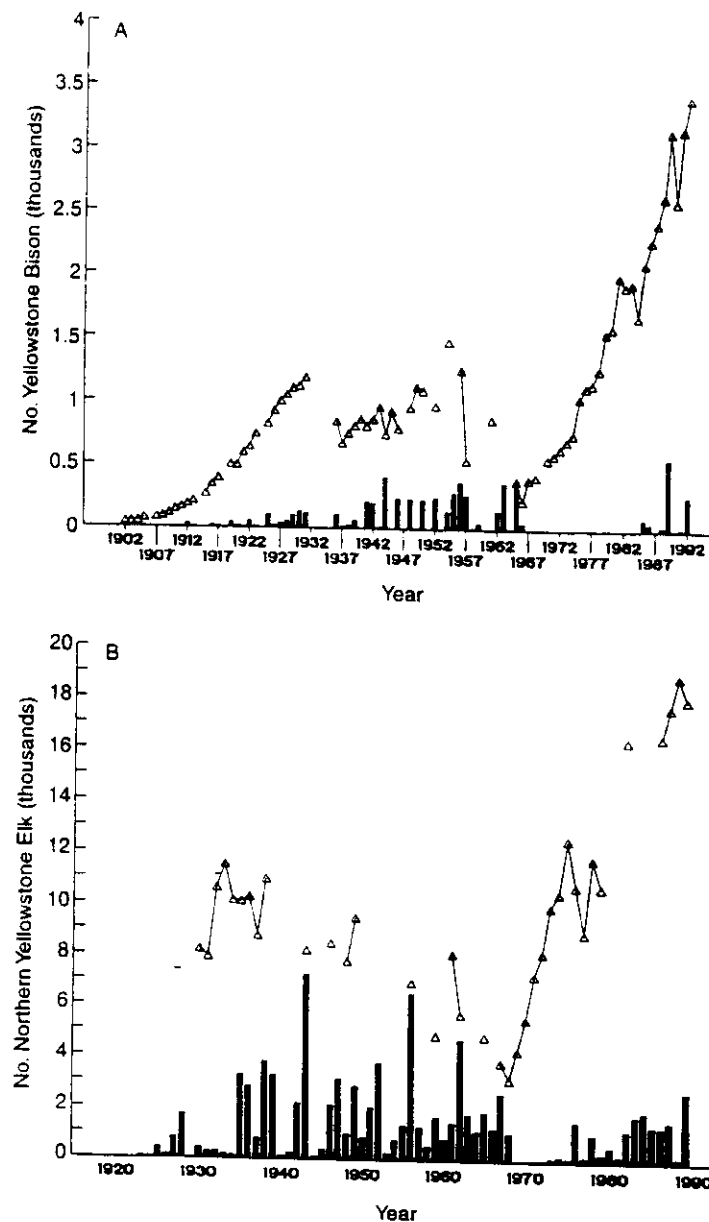 A
No. Yellowstone Bison (thousands)
4
3.5
3
2.5
2
1.5
1
0.5
0
1902 1912 1922 1932 1942 1952 1962 1972 1982 1992
1907 1917 1927 1937 1947 1957 1967 1977 1987
Year
B
No. Northern Yellowstone Elk (thousands)
20
18
16
14
12
10
8
6
4
2
0
1920 1930 1940 1950 1960 1970 1980 1990
Year